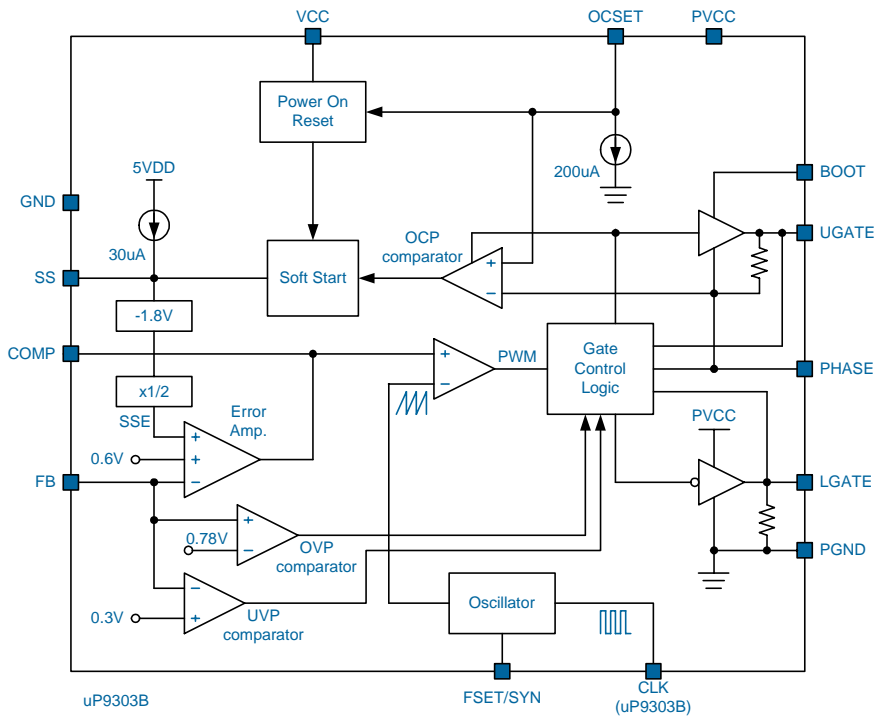 VCC
OCSET
PVCC
Power On
Reset
5VDD
200uA
BOOT
GND
30uA
OCP
comparator
+
−
UGATE
SS
Soft Start
-1.8V
COMP
+
−
PWM
Gate
Control
Logic
PHASE
x1/2
SSE
Error
Amp.
+
+
−
0.6V
PVCC
FB
LGATE
0.78V
+
−
OVP
comparator
PGND
0.3V
−
+
UVP
comparator
Oscillator
uP9303B
FSET/SYN
CLK
(uP9303B)